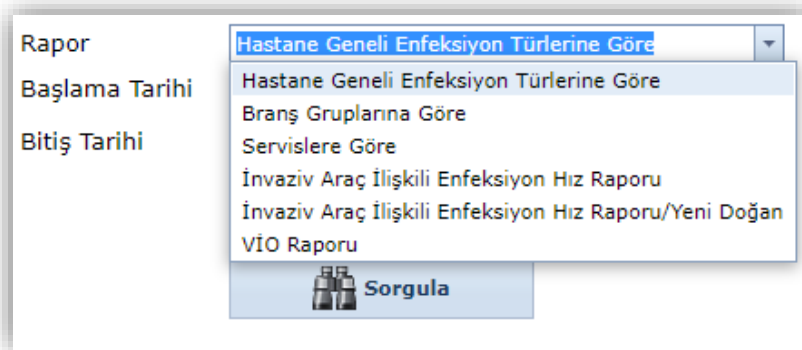 Rapor
Hastane Geneli Enfeksiyon Türlerine Göre
Hastane Geneli Enfeksiyon Türlerine Göre
Başlama Tarihi
Branş Gruplarına Göre
Bitiş Tarihi
Servislere Göre
İnvaziv Araç İlişkili Enfeksiyon Hız Raporu
İnvaziv Araç İlişkili Enfeksiyon Hız Raporu/Yeni Doğan
VİO Raporu
Sorgula